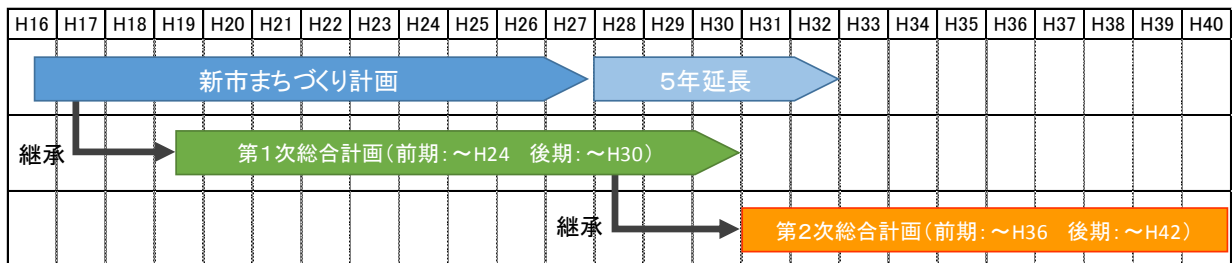 H16 H17 H18 H19 H20 H21 H22 H23 H24 H25 H26 H27 H28 H29 H30 H31 H32 H33 H34 H35 H36 H37 H38 H39 H40
新市まちづくり計画 5年延長
継承 第1次総合計画(前期:～H24 後期:～H30)
継承 第2次総合計画(前期:～H36 後期:～H42)